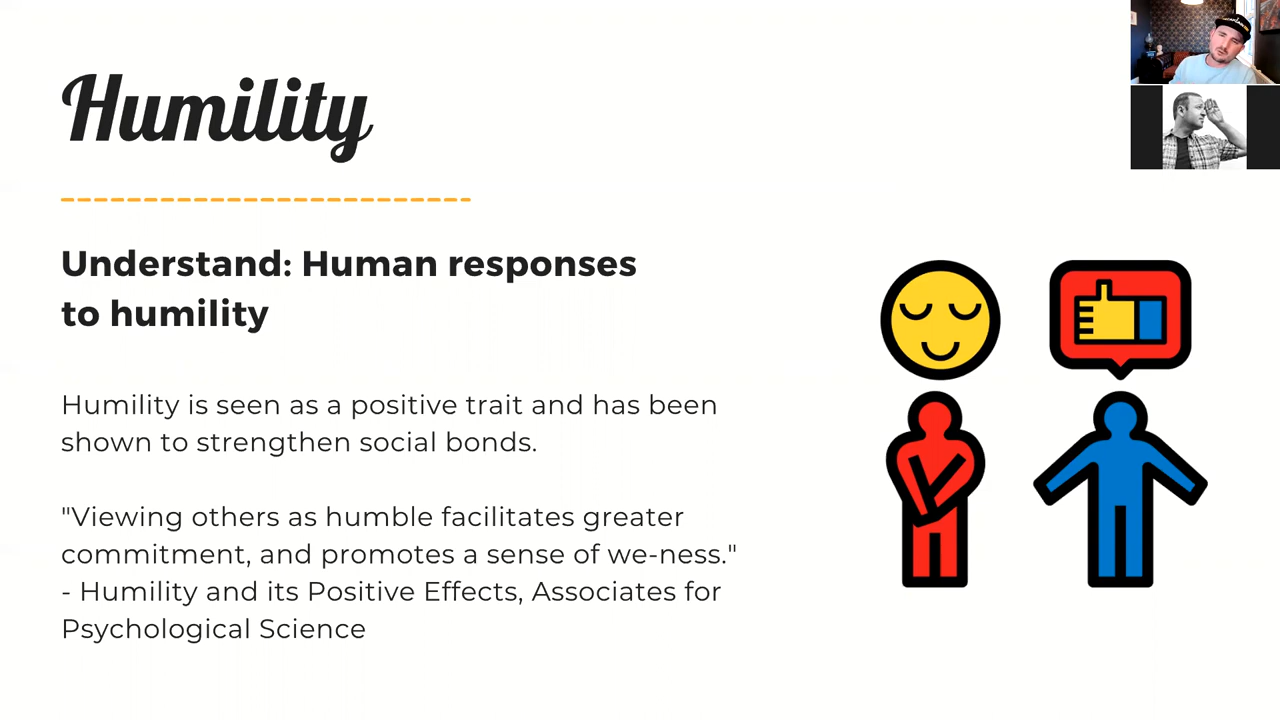 Humility
Understand: Human responses
to humility
Humility is seen as a positive trait and has been
shown to strengthen social bonds.
"Viewing others as humble facilitates greater
commitment, and promotes a sense of we-ness."
- Humility and its Positive Effects, Associates for
Psychological Science